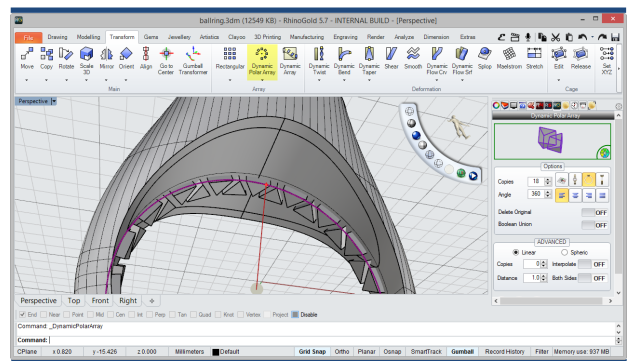 ballring.3dm (12549 KB) - RhinoGold 5.7 - INTERNAL BUILD - [Perspective]
File Drawing Modelling Transform Gems Jewellery Artistics Clayoo 3D Printing Manufacturing Engraving Render Analyze Dimension Extras
Move Copy Rotate Scale 3D Mirror Orient Align Go to Center Gumball Transformer Rectangular Dynamic Polar Array Dynamic Array Dynamic Twist Dynamic Bend Dynamic Taper Shear Smooth Dynamic Flow Crv Dynamic Flow Srf Splop Maelstrom Stretch Edit Release Set XYZ
Main Array Deformation Cage
Perspective
Dynamic Polar Array
Options
Copies 18
Angle 360
Delete Original OFF
Boolean Union OFF
ADVANCED
Linear Spheric
Copies 0 Interpolate OFF
Distance 1.0 Both Sides OFF
Perspective Top Front Right
End Near Point Mid Cen Int Perp Tan Quad Knot Vertex Project Disable
Command: _DynamicPolarArray
Command:
CPlane x 0.820 y -15.426 z 0.000 Millimeters Default Grid Snap Ortho Planar Osnap SmartTrack Gumball Record History Filter Memory use: 937 MB